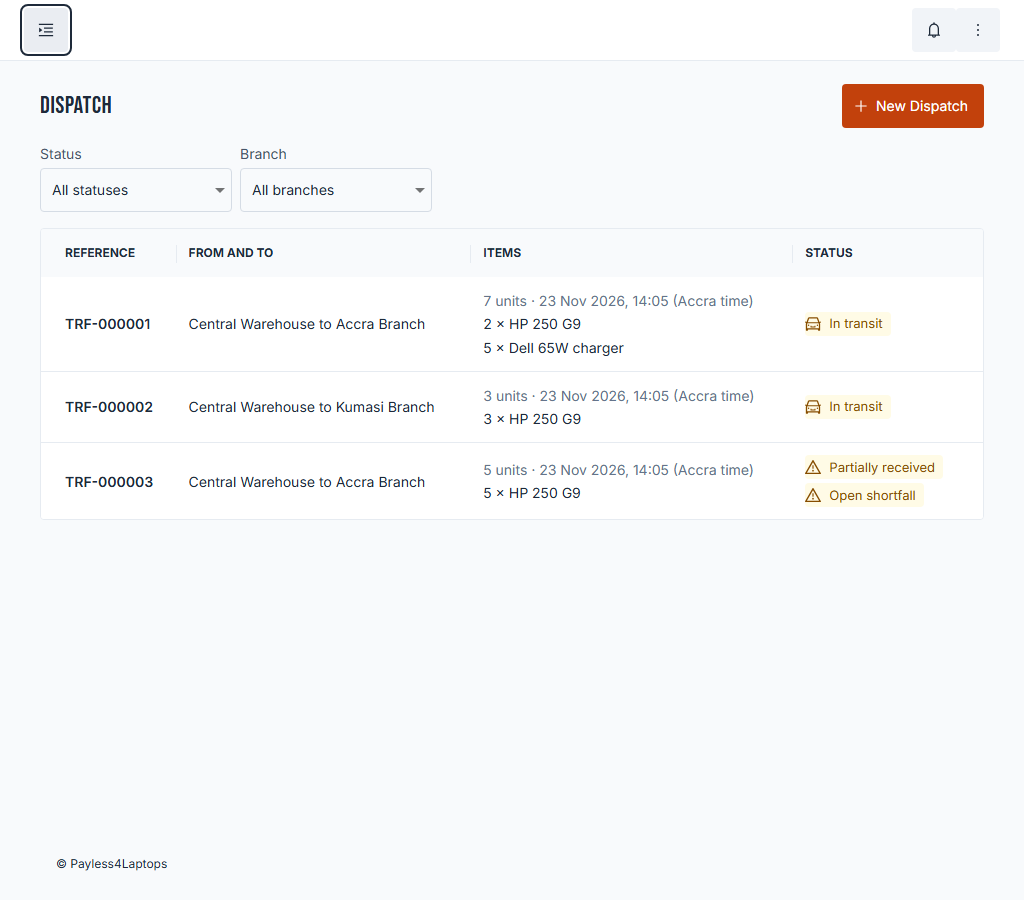 DISPATCH
New Dispatch
Status
Branch
All statuses
All branches
REFERENCE
FROM AND TO
ITEMS
STATUS
TRF-000001
Central Warehouse to Accra Branch
7 units · 23 Nov 2026, 14:05 (Accra time)
2 × HP 250 G9
5 × Dell 65W charger
In transit
TRF-000002
Central Warehouse to Kumasi Branch
3 units · 23 Nov 2026, 14:05 (Accra time)
3 × HP 250 G9
In transit
TRF-000003
Central Warehouse to Accra Branch
5 units · 23 Nov 2026, 14:05 (Accra time)
5 × HP 250 G9
Partially received
Open shortfall
© Payless4Laptops